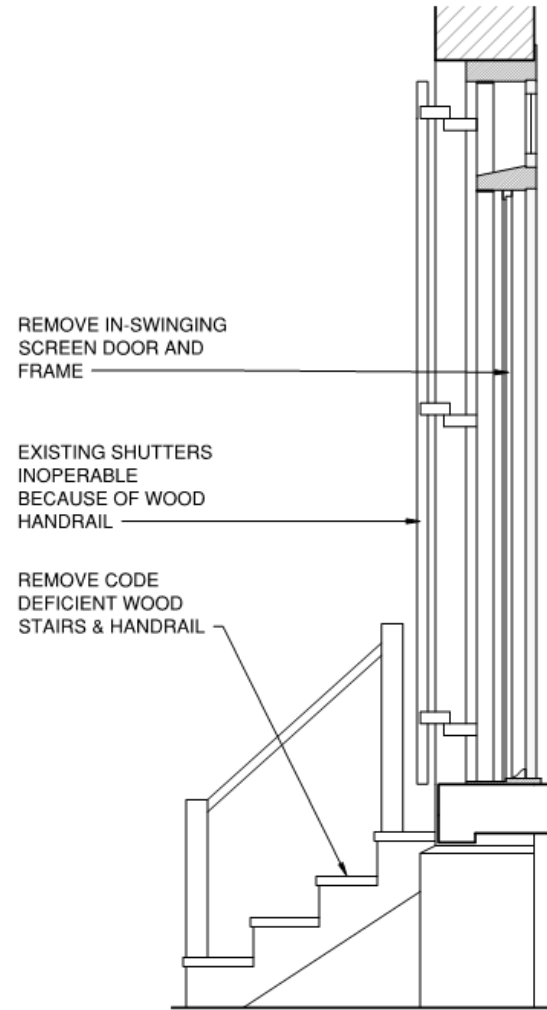 REMOVE IN-SWINGING
SCREEN DOOR AND
FRAME
EXISTING SHUTTERS
INOPERABLE
BECAUSE OF WOOD
HANDRAIL
REMOVE CODE
DEFICIENT WOOD
STAIRS & HANDRAIL